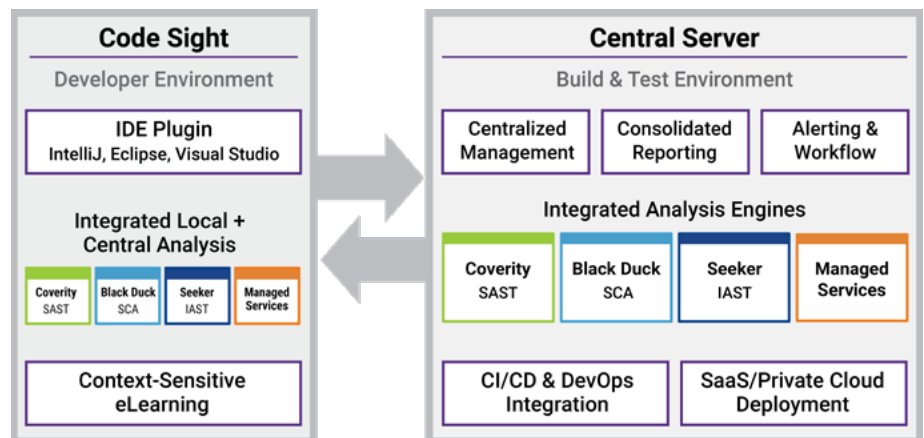 Code Sight
Developer Environment
IDE Plugin
IntelliJ, Eclipse, Visual Studio
Integrated Local +
Central Analysis
Coverity
SAST
Black Duck
SCA
Seeker
IAST
Managed
Services
Context-Sensitive
eLearning
Central Server
Build & Test Environment
Centralized
Management
Consolidated
Reporting
Alerting &
Workflow
Integrated Analysis Engines
Coverity
SAST
Black Duck
SCA
Seeker
IAST
Managed
Services
CI/CD & DevOps
Integration
SaaS/Private Cloud
Deployment